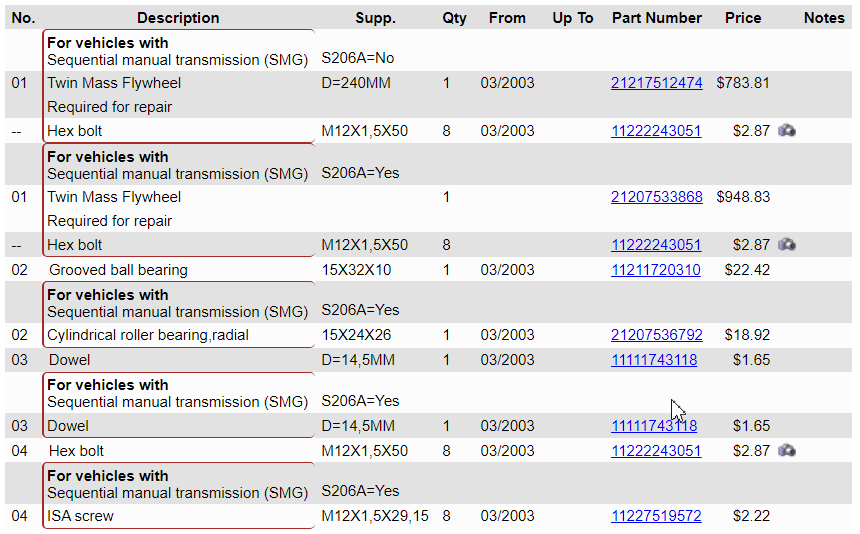 No. Description Supp. Qty From Up To Part Number Price Notes
For vehicles with
Sequential manual transmission (SMG) S206A=No
01 Twin Mass Flywheel D=240MM 1 03/2003 21217512474 $783.81
Required for repair
-- Hex bolt M12X1,5X50 8 03/2003 11222243051 $2.87
For vehicles with
Sequential manual transmission (SMG) S206A=Yes
01 Twin Mass Flywheel 1 21207533868 $948.83
Required for repair
-- Hex bolt M12X1,5X50 8 11222243051 $2.87
02 Grooved ball bearing 15X32X10 1 03/2003 11211720310 $22.42
For vehicles with
Sequential manual transmission (SMG) S206A=Yes
02 Cylindrical roller bearing,radial 15X24X26 1 03/2003 21207536792 $18.92
03 Dowel D=14,5MM 1 03/2003 11111743118 $1.65
For vehicles with
Sequential manual transmission (SMG) S206A=Yes
03 Dowel D=14,5MM 1 03/2003 11111743118 $1.65
04 Hex bolt M12X1,5X50 8 03/2003 11222243051 $2.87
For vehicles with
Sequential manual transmission (SMG) S206A=Yes
04 ISA screw M12X1,5X29,15 8 03/2003 11227519572 $2.22